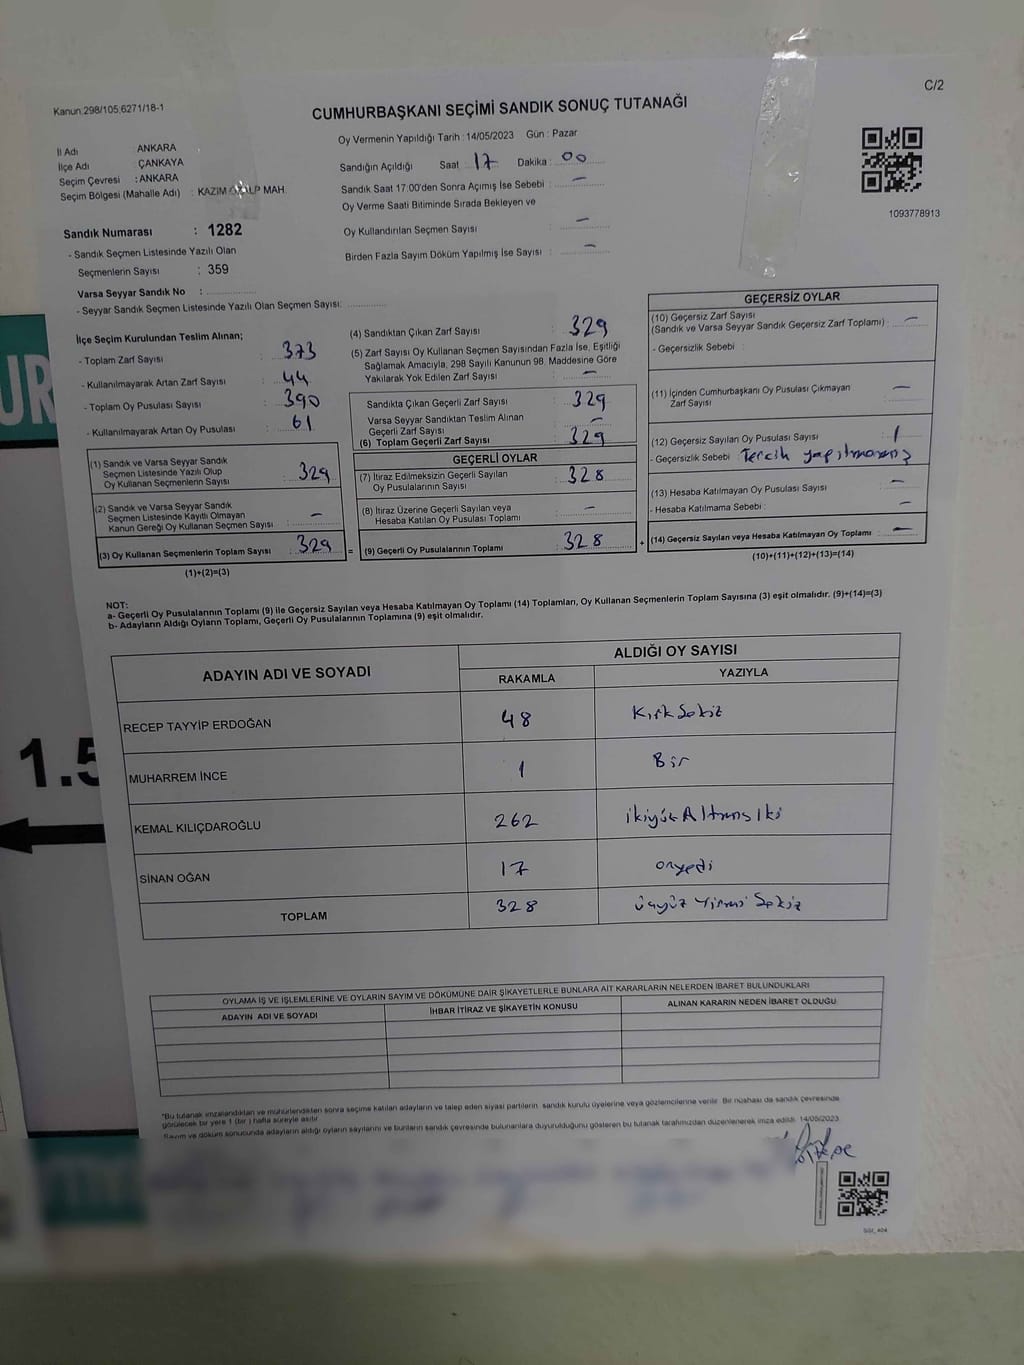 C/2
Kanun 298/105,6271/18-1
CUMHURBAŞKANI SEÇİMİ SANDIK SONUÇ TUTANAĞI
Oy Vermenin Yapıldığı Tarih : 14/05/2023 Gün : Pazar
İl Adı : ANKARA
İlçe Adı : ÇANKAYA
Seçim Çevresi : ANKARA
Seçim Bölgesi (Mahalle Adı) : KAZIM MAH.
Sandığın Açıldığı Saat 17 Dakika : 00
Sandık Saat 17:00'den Sonra Açımış İse Sebebi : -
Oy Verme Saati Bitiminde Sırada Bekleyen ve
Oy Kullandırılan Seçmen Sayısı : -
Birden Fazla Sayım Döküm Yapılmış İse Sayısı : -
1093778913
Sandık Numarası : 1282
- Sandık Seçmen Listesinde Yazılı Olan
Seçmenlerin Sayısı : 359
Varsa Seyyar Sandık No :
- Seyyar Sandık Seçmen Listesinde Yazılı Olan Seçmen Sayısı:
İlçe Seçim Kurulundan Teslim Alınan;
- Toplam Zarf Sayısı : 373
- Kullanılmayarak Artan Zarf Sayısı : 44
- Toplam Oy Pusulası Sayısı : 390
- Kullanılmayarak Artan Oy Pusulası : 61
(1) Sandık ve Varsa Seyyar Sandık
Seçmen Listesinde Yazılı Olup
Oy Kullanan Seçmenlerin Sayısı : 329
(2) Sandık ve Varsa Seyyar Sandık
Seçmen Listesinde Kayıtlı Olmayan
Kanun Gereği Oy Kullanan Seçmen Sayısı : -
(3) Oy Kullanan Seçmenlerin Toplam Sayısı : 329 =
(1)+(2)=(3)
(4) Sandıktan Çıkan Zarf Sayısı : 329
(5) Zarf Sayısı Oy Kullanan Seçmen Sayısından Fazla İse, Eşitliği
Sağlamak Amacıyla, 298 Sayılı Kanunun 98. Maddesine Göre
Yakılarak Yok Edilen Zarf Sayısı : -
Sandıkta Çıkan Geçerli Zarf Sayısı : 329
Varsa Seyyar Sandıktan Teslim Alınan
Geçerli Zarf Sayısı : -
(6) Toplam Geçerli Zarf Sayısı : 329
GEÇERLİ OYLAR
(7) İtiraz Edilmeksizin Geçerli Sayılan
Oy Pusulalarının Sayısı : 328
(8) İtiraz Üzerine Geçerli Sayılan veya
Hesaba Katılan Oy Pusulası Toplamı : -
(9) Geçerli Oy Pusulalarının Toplamı : 328 +
GEÇERSİZ OYLAR
(10) Geçersiz Zarf Sayısı
(Sandık ve Varsa Seyyar Sandık Geçersiz Zarf Toplamı) : -
- Geçersizlik Sebebi :
(11) İçinden Cumhurbaşkanı Oy Pusulası Çıkmayan
Zarf Sayısı : -
(12) Geçersiz Sayılan Oy Pusulası Sayısı : 1
- Geçersizlik Sebebi : Tercih yapılmamış
(13) Hesaba Katılmayan Oy Pusulası Sayısı : -
- Hesaba Katılmama Sebebi : -
(14) Geçersiz Sayılan veya Hesaba Katılmayan Oy Toplamı : -
(10)+(11)+(12)+(13)=(14)
NOT:
a- Geçerli Oy Pusulalarının Toplamı (9) ile Geçersiz Sayılan veya Hesaba Katılmayan Oy Toplamı (14) Toplamları, Oy Kullanan Seçmenlerin Toplam Sayısına (3) eşit olmalıdır. (9)+(14)=(3)
b- Adayların Aldığı Oyların Toplamı, Geçerli Oy Pusulalarının Toplamına (9) eşit olmalıdır.
ADAYIN ADI VE SOYADI ALDIĞI OY SAYISI
RAKAMLA YAZIYLA
RECEP TAYYİP ERDOĞAN 48 Kırk Sekiz
MUHARREM İNCE 1 Bir
KEMAL KILIÇDAROĞLU 262 ikiyüz Altmış İki
SİNAN OĞAN 17 onyedi
TOPLAM 328 üçyüz Yirmi Sekiz
OYLAMA İŞ VE İŞLEMLERİNE VE OYLARIN SAYIM VE DÖKÜMÜNE DAİR ŞİKAYETLERLE BUNLARA AİT KARARLARIN NELERDEN İBARET BULUNDUKLARI
ADAYIN ADI VE SOYADI İHBAR İTİRAZ VE ŞİKAYETİN KONUSU ALINAN KARARIN NEDEN İBARET OLDUĞU
*Bu tutanak imzalandıktan ve mühürlendikten sonra seçime katılan adayların ve talep eden siyasi partilerin sandık kurulu üyelerine veya gözlemcilerine verilir. Bir nüshası da sandık çevresinde
görülecek bir yere 1 (bir ) hafta süreyle asılır.
Sayım ve döküm sonucunda adayların aldığı oyların sayılarını ve bunların sandık çevresinde bulunanlara duyurulduğunu gösteren bu tutanak tarafımızdan düzenlenerek imza edildi. 14/05/2023
UR
1.5